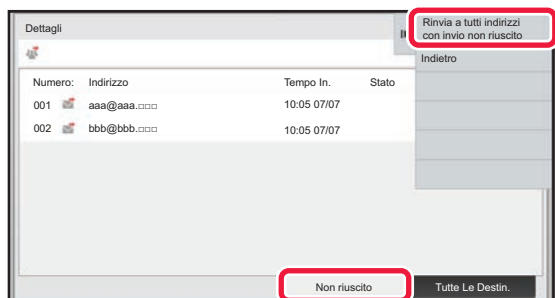 Dettagli
Rinvia a tutti indirizzi
con invio non riuscito
Indietro
Numero: Indirizzo Tempo In. Stato
001 aaa@aaa.□□□ 10:05 07/07
002 bbb@bbb.□□□ 10:05 07/07
Non riuscito Tutte Le Destin.